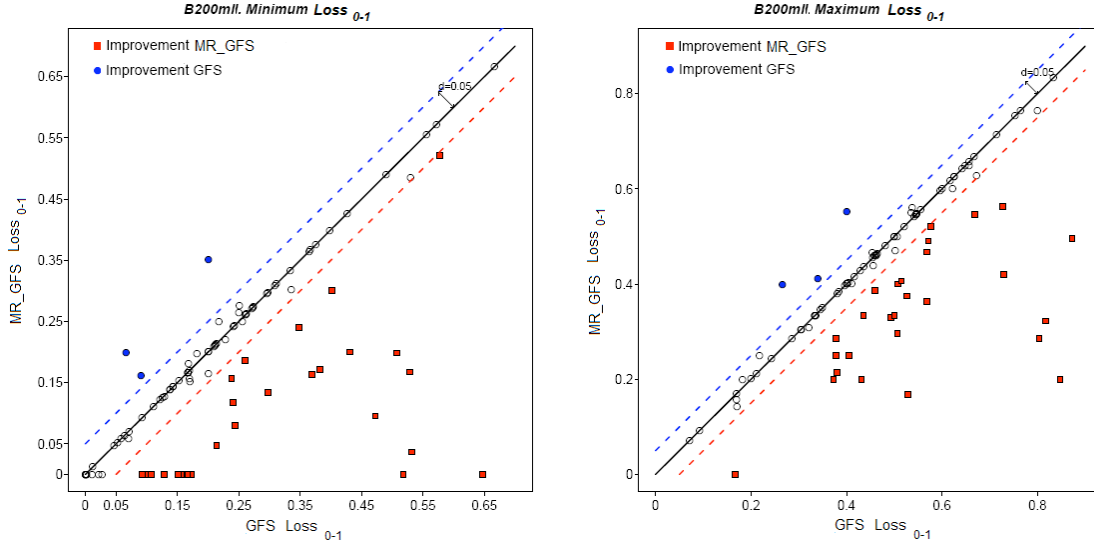 B200mll. Minimum Loss 0-1
Improvement MR_GFS
Improvement GFS
d=0.05
0.65
0.55
0.45
0.35
0.25
0.15
0.05
0
MR_GFS Loss 0-1
0 0.05 0.15 0.25 0.35 0.45 0.55 0.65
GFS Loss 0-1
B200mll. Maximum Loss 0-1
Improvement MR_GFS
Improvement GFS
d=0.05
0.8
0.6
0.4
0.2
0
MR_GFS Loss 0-1
0 0.2 0.4 0.6 0.8
GFS Loss 0-1